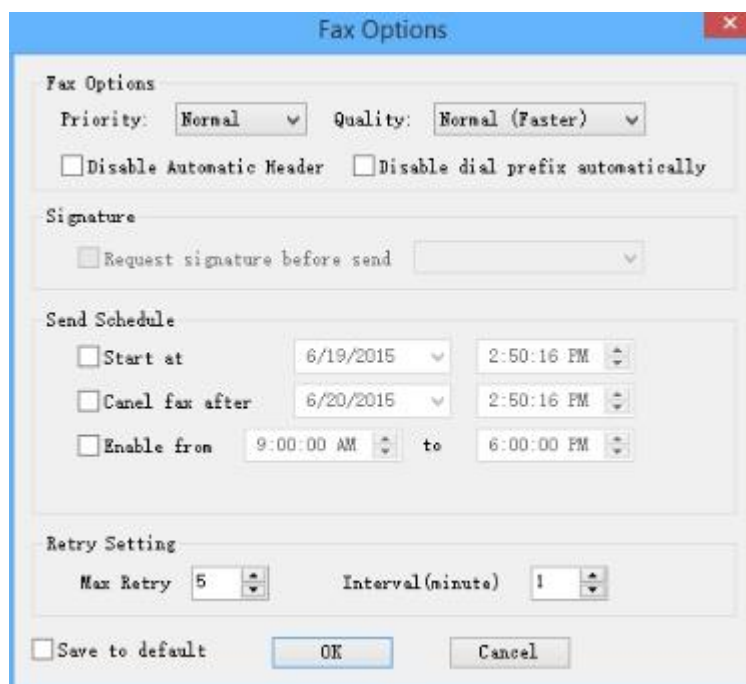 Fax Options
Fax Options
Priority: Normal Quality: Normal (Faster)
Disable Automatic Header Disable dial prefix automatically
Signature
Request signature before send
Send Schedule
Start at 6/19/2015 2:50:16 PM
Canel fax after 6/20/2015 2:50:16 PM
Enable from 9:00:00 AM to 6:00:00 PM
Retry Setting
Max Retry 5 Interval(minute) 1
Save to default OK Cancel